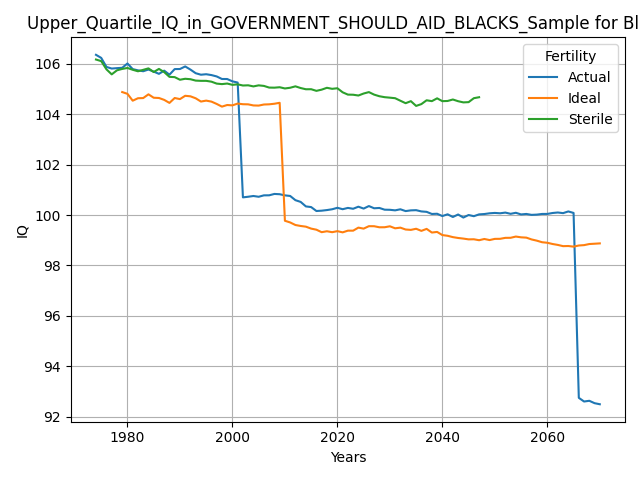 Upper_Quartile_IQ_in_GOVERNMENT_SHOULD_AID_BLACKS_Sample for Bl
Fertility
Actual
Ideal
Sterile
IQ
106
104
102
100
98
96
94
92
1980
2000
2020
2040
2060
Years